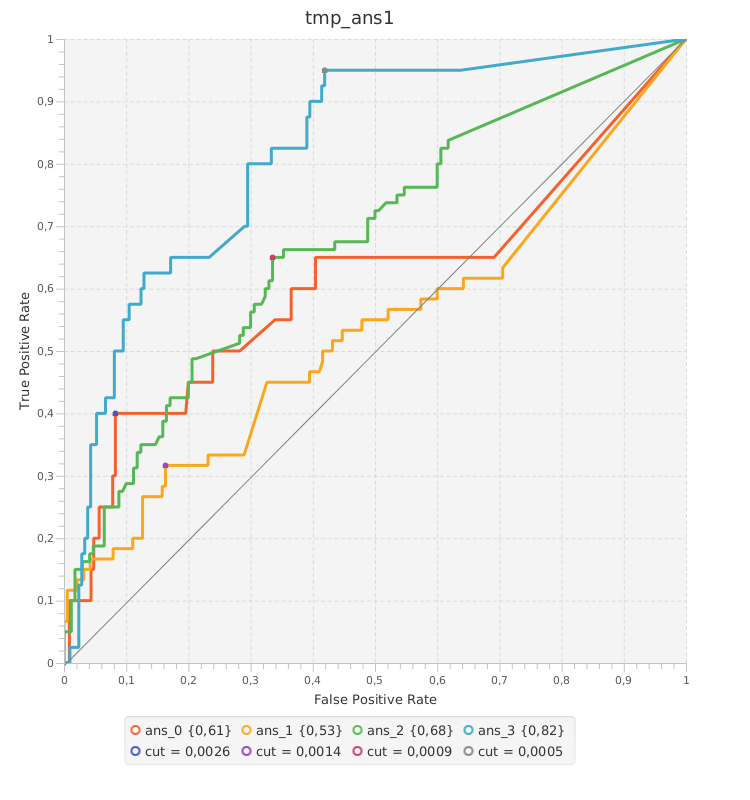 tmp_ans1
1
0,9
0,8
0,7
0,6
0,5
0,4
0,3
0,2
0,1
0
True Positive Rate
0 0,1 0,2 0,3 0,4 0,5 0,6 0,7 0,8 0,9 1
False Positive Rate
ans_0 {0,61} ans_1 {0,53} ans_2 {0,68} ans_3 {0,82}
cut = 0,0026 cut = 0,0014 cut = 0,0009 cut = 0,0005